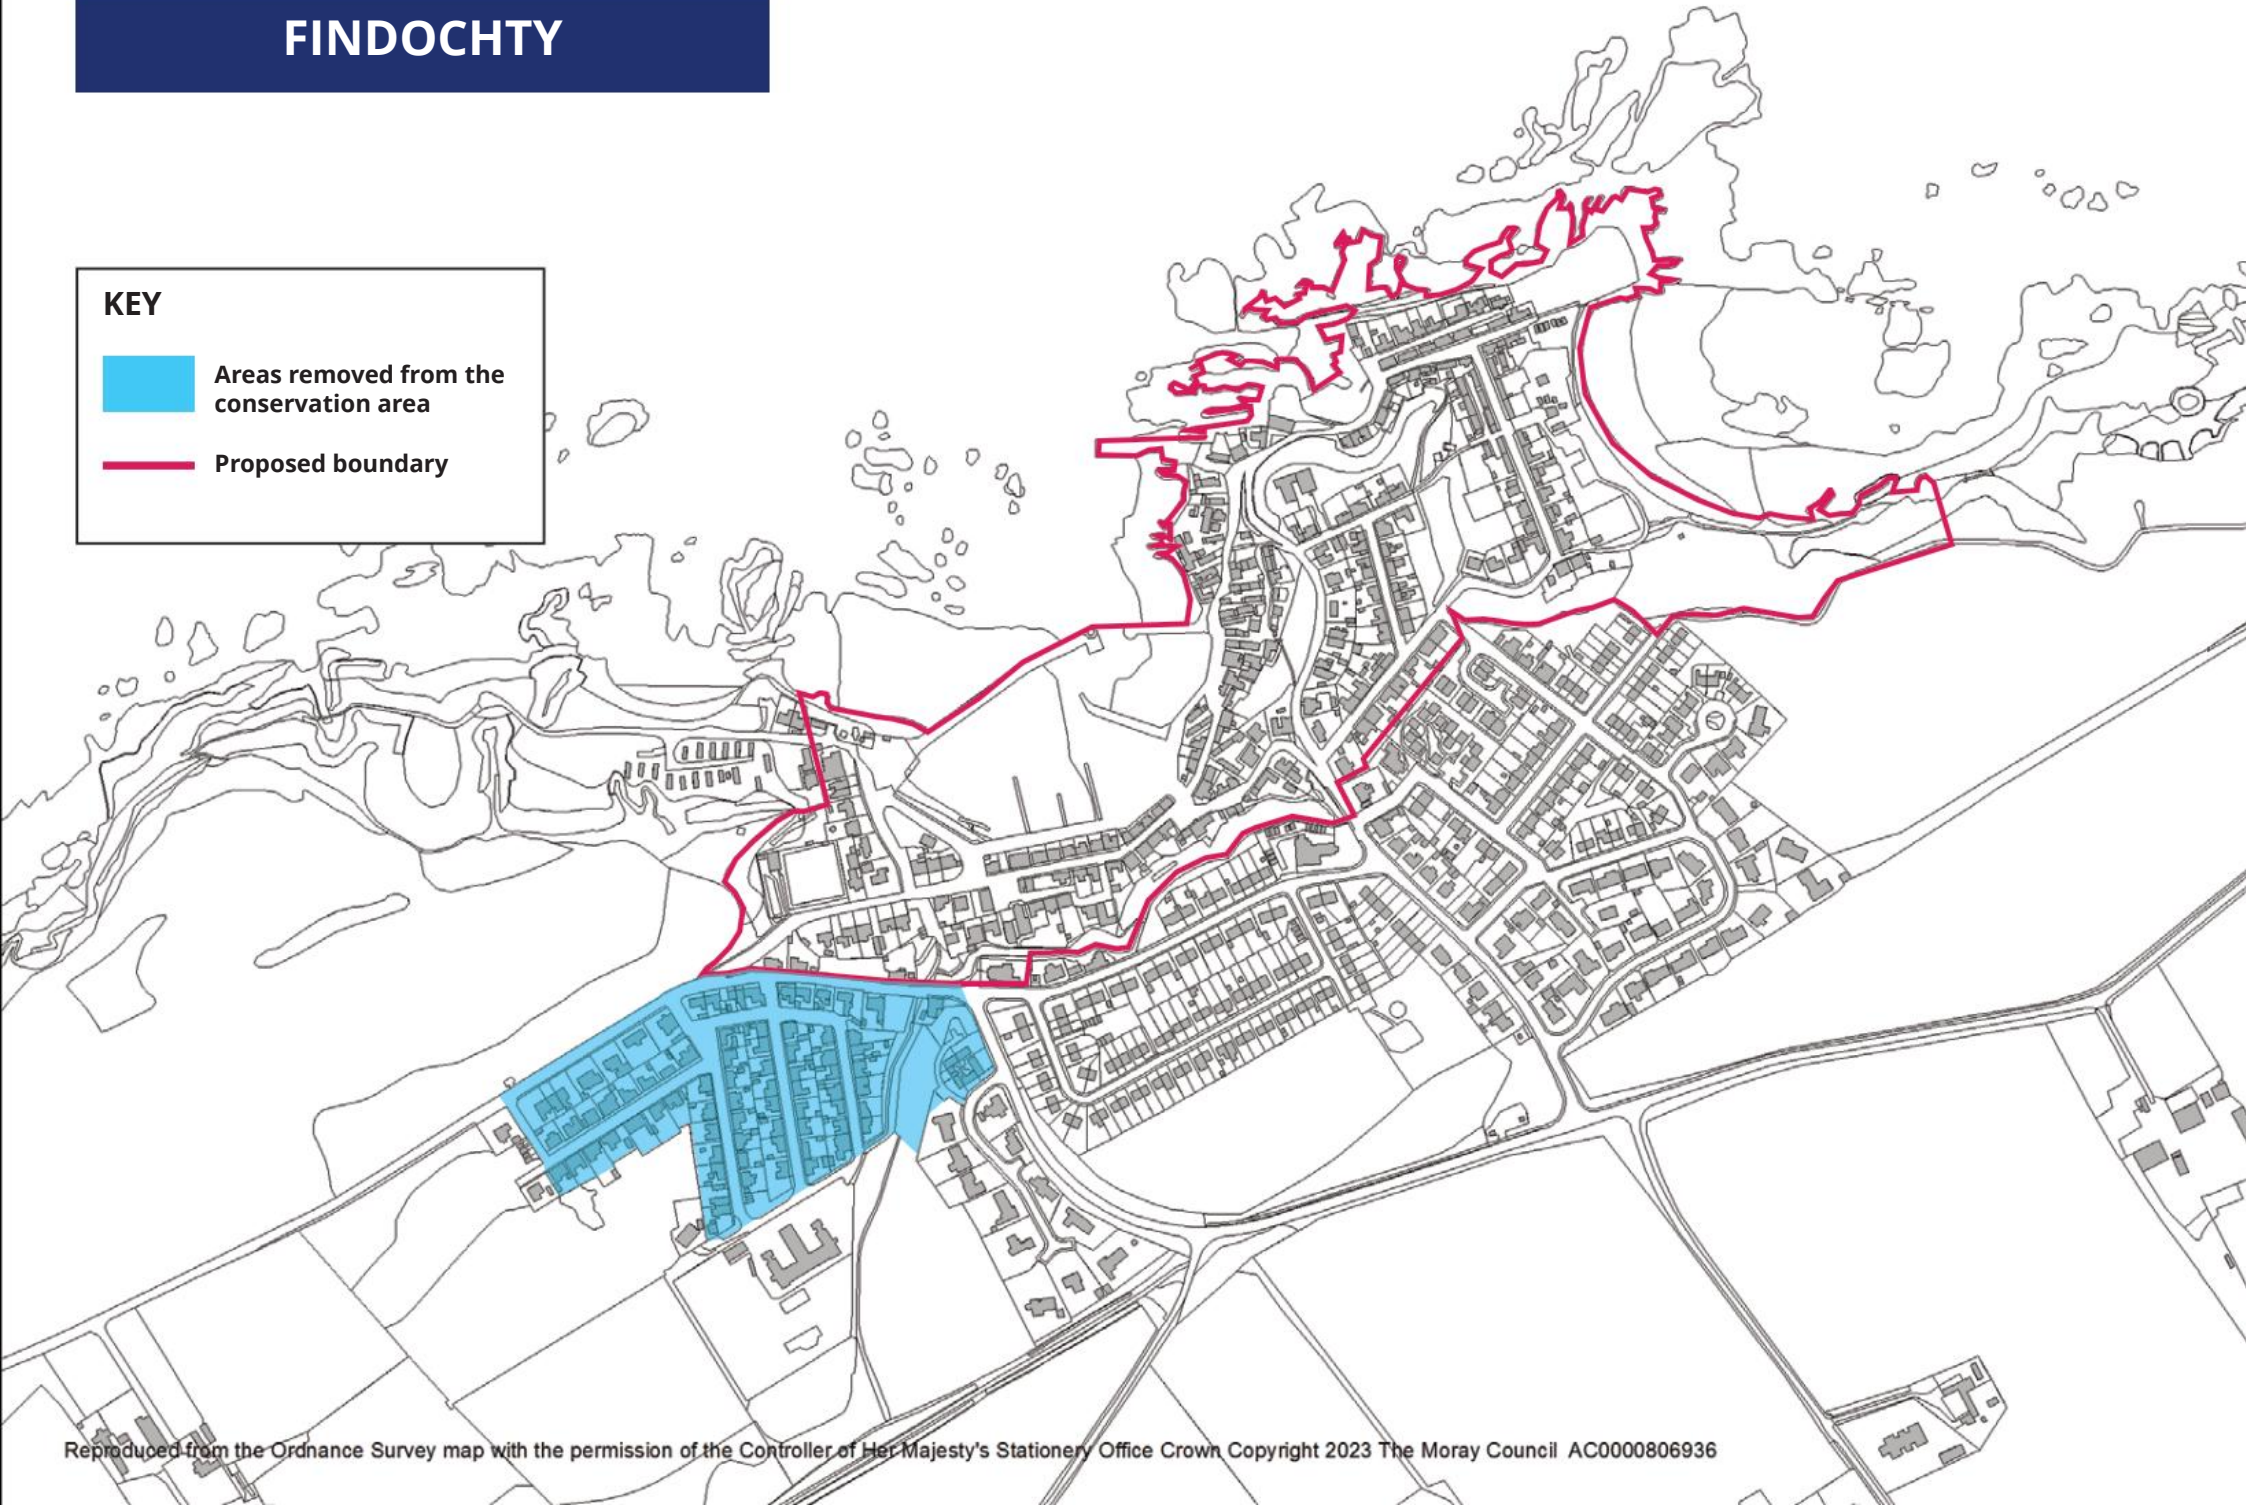 FINDOCHTY
KEY
Areas removed from the
conservation area
Proposed boundary
Reproduced from the Ordnance Survey map with the permission of the Controller of Her Majesty's Stationery Office Crown Copyright 2023 The Moray Council AC0000806936